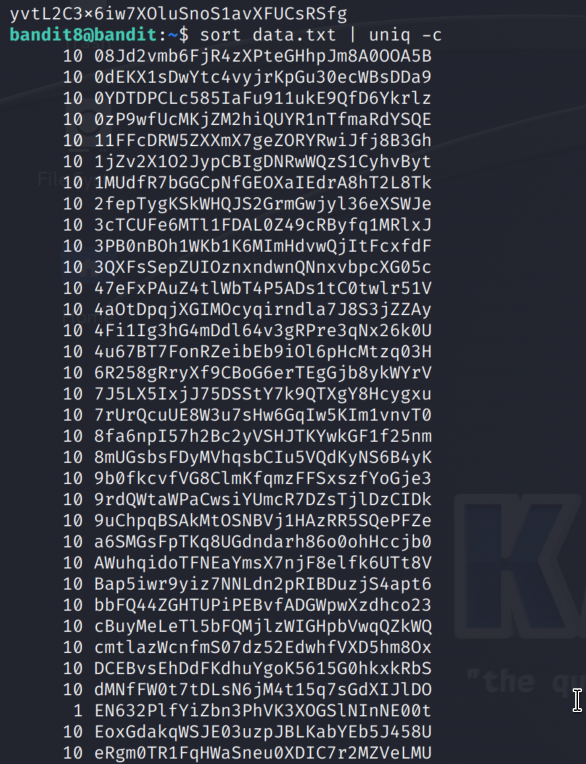 yvtL2C3×6iw7XOluSnoS1avXFUCsRSfg
bandit8@bandit:~$ sort data.txt | uniq -c
10 08Jd2vmb6FjR4zXPteGHhpJm8A0OOA5B
10 0dEKX1sDwYtc4vyjrKpGu30ecWBsDDa9
10 0YDTDPCLc585IaFu911ukE9QfD6Ykrlz
10 0zP9wfUcMKjZM2hiQUYR1nTfmaRdYSQE
10 11FFcDRW5ZXXmX7geZORYRwiJfj8B3Gh
10 1jZv2X1O2JypCBIgDNRwWQzS1CyhvByt
10 1MUdfR7bGGCpNfGEOXaIEdrA8hT2L8Tk
10 2fepTygKSkWHQJS2GrmGwjyl36eXSWJe
10 3cTCUFe6MTl1FDAL0Z49cRByfq1MRlxJ
10 3PB0nBOh1WKb1K6MImHdvwQjItFcxfdF
10 3QXFsSepZUIOznxndwnQNnxvbpcXG05c
10 47eFxPAuZ4tlWbT4P5ADs1tC0twlr51V
10 4aOtDpqjXGIMOcyqirndla7J8S3jZZAy
10 4Fi1Ig3hG4mDdl64v3gRPre3qNx26k0U
10 4u67BT7FonRZeibEb9iOl6pHcMtzq03H
10 6R258gRryXf9CBoG6erTEgGjb8ykWYrV
10 7J5LX5IxjJ75DSStY7k9QTXgY8Hcygxu
10 7rUrQcuUE8W3u7sHw6GqIw5KIm1vnvT0
10 8fa6npI57h2Bc2yVSHJTKYwkGF1f25nm
10 8mUGsbsFDyMVhqsbCIu5VQdKyNS6B4yK
10 9b0fkcvfVG8ClmKfqmzFFSxszfYoGje3
10 9rdQWtaWPaCwsiYUmcR7DZsTjlDzCIDk
10 9uChpqBSAkMtOSNBVj1HAzRR5SQePFZe
10 a6SMGsFpTKq8UGdndarh86o0ohHccjb0
10 AWuhqidoTFNEaYmsX7njF8elfk6UTt8V
10 Bap5iwr9yiz7NNLdn2pRIBDuzjS4apt6
10 bbFQ44ZGHTUPiPEBvfADGWpwXzdhco23
10 cBuyMeLeTl5bFQMjlzWIGHpbVwqQZkWQ
10 cmtlazWcnfmS07dz52EdwhfVXD5hm8Ox
10 DCEBvsEhDdFKdhuYgoK5615G0hkxkRbS
10 dMNfFW0t7tDLsN6jM4t15q7sGdXIJlDO
1 EN632PlfYiZbn3PhVK3XOGSlNInNE00t
10 EoxGdakqWSJE03uzpJBLKabYEb5J458U
10 eRgm0TR1FqHWaSneu0XDIC7r2MZVeLMU
"the qu